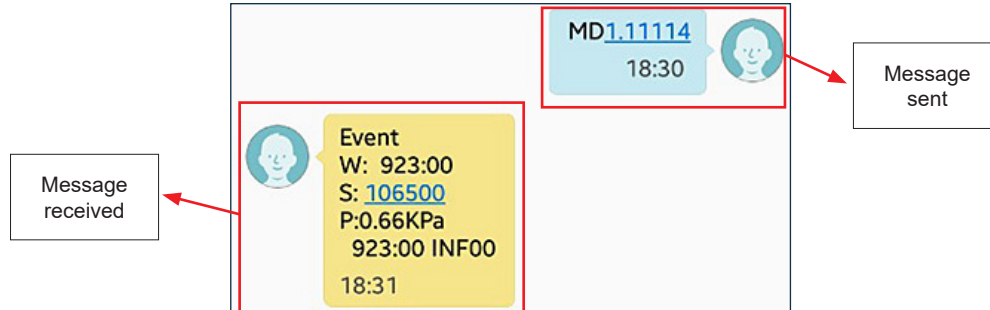 MD1.11114
18:30
Message
sent
Event
W: 923:00
S: 106500
P:0.66KPa
923:00 INF00
18:31
Message
received